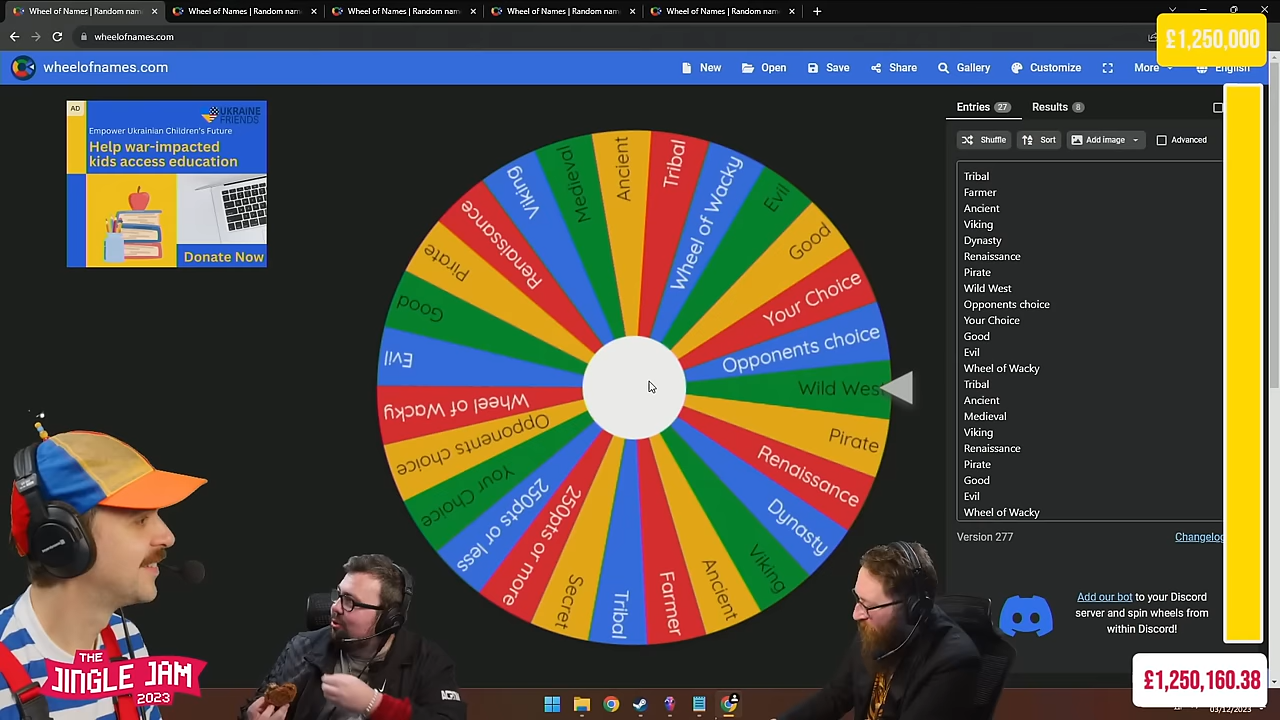 Wheel of Names | Random nam
Wheel of Names | Random nam
Wheel of Names | Random nam
Wheel of Names | Random nam
Wheel of Names | Random nam
wheelofnames.com
£1,250,000
wheelofnames.com
New
Open
Save
Share
Gallery
Customize
More
English
AD
UKRAINE
FRIENDS
Empower Ukrainian Children's Future
Help war-impacted
kids access education
Donate Now
Entries 27
Results 8
Shuffle
Sort
Add image
Advanced
Tribal
Farmer
Ancient
Viking
Dynasty
Renaissance
Pirate
Wild West
Opponents choice
Your Choice
Good
Evil
Wheel of Wacky
Tribal
Ancient
Medieval
Viking
Renaissance
Pirate
Good
Evil
Wheel of Wacky
Ancient
Tribal
Wheel of Wacky
Evil
Good
Your Choice
Opponents choice
Wild Wes
Pirate
Renaissance
Dynasty
Viking
Ancient
Farmer
Tribal
Secret
250pts or more
250pts or less
Your Choice
Opponents choice
Wheel of Wacky
Evil
Good
Pirate
Renaissance
Viking
Medieval
Version 277
Changelog
Add our bot to your Discord
server and spin wheels from
within Discord!
THE
JINGLE JAM
2023
£1,250,160.38